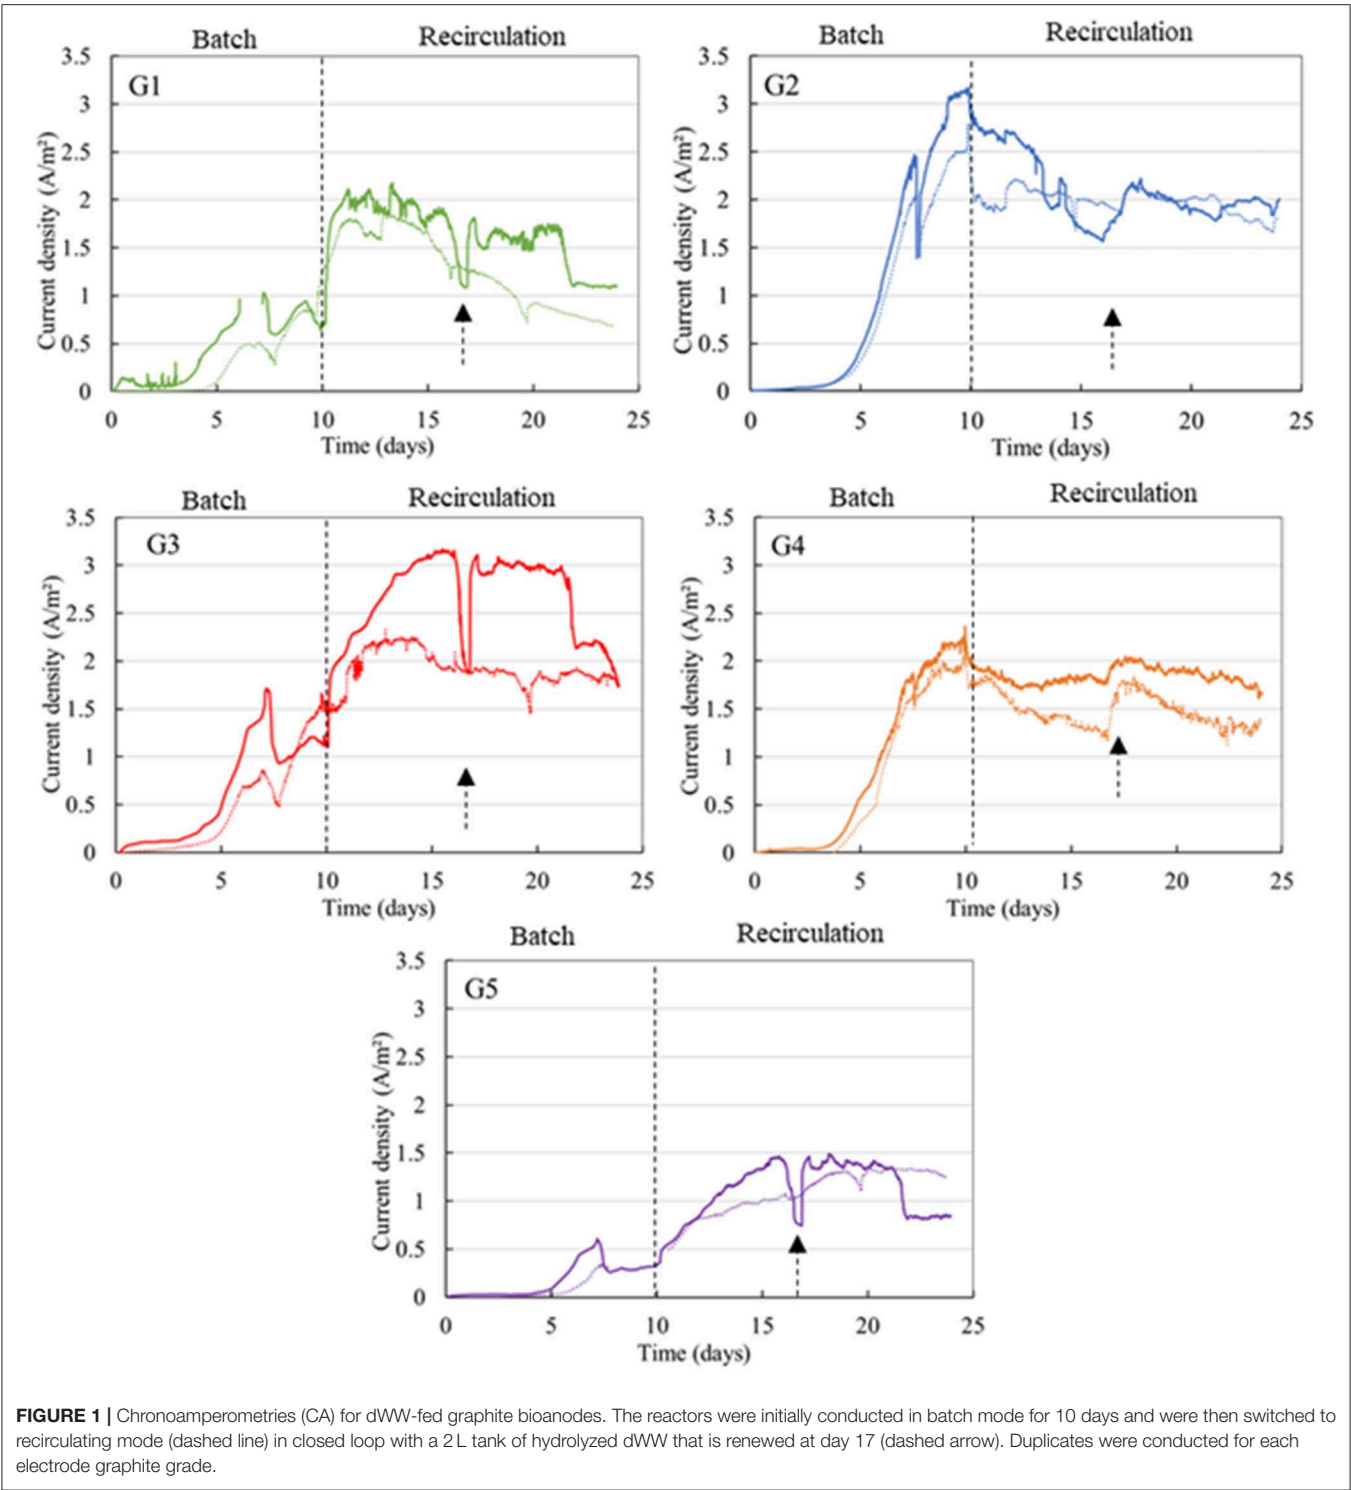 Batch Recirculation
G1
3.5
3
2.5
2
1.5
1
0.5
0
Current density (A/m²)
0 5 10 15 20 25
Time (days)
Batch Recirculation
G2
3.5
3
2.5
2
1.5
1
0.5
0
Current density (A/m²)
0 5 10 15 20 25
Time (days)
Batch Recirculation
G3
3.5
3
2.5
2
1.5
1
0.5
0
Current density (A/m²)
0 5 10 15 20 25
Time (days)
Batch Recirculation
G4
3.5
3
2.5
2
1.5
1
0.5
0
Current density (A/m²)
0 5 10 15 20 25
Time (days)
Batch Recirculation
G5
3.5
3
2.5
2
1.5
1
0.5
0
Current density (A/m²)
0 5 10 15 20 25
Time (days)
FIGURE 1 | Chronoamperometries (CA) for dWW-fed graphite bioanodes. The reactors were initially conducted in batch mode for 10 days and were then switched to
recirculating mode (dashed line) in closed loop with a 2 L tank of hydrolyzed dWW that is renewed at day 17 (dashed arrow). Duplicates were conducted for each
electrode graphite grade.